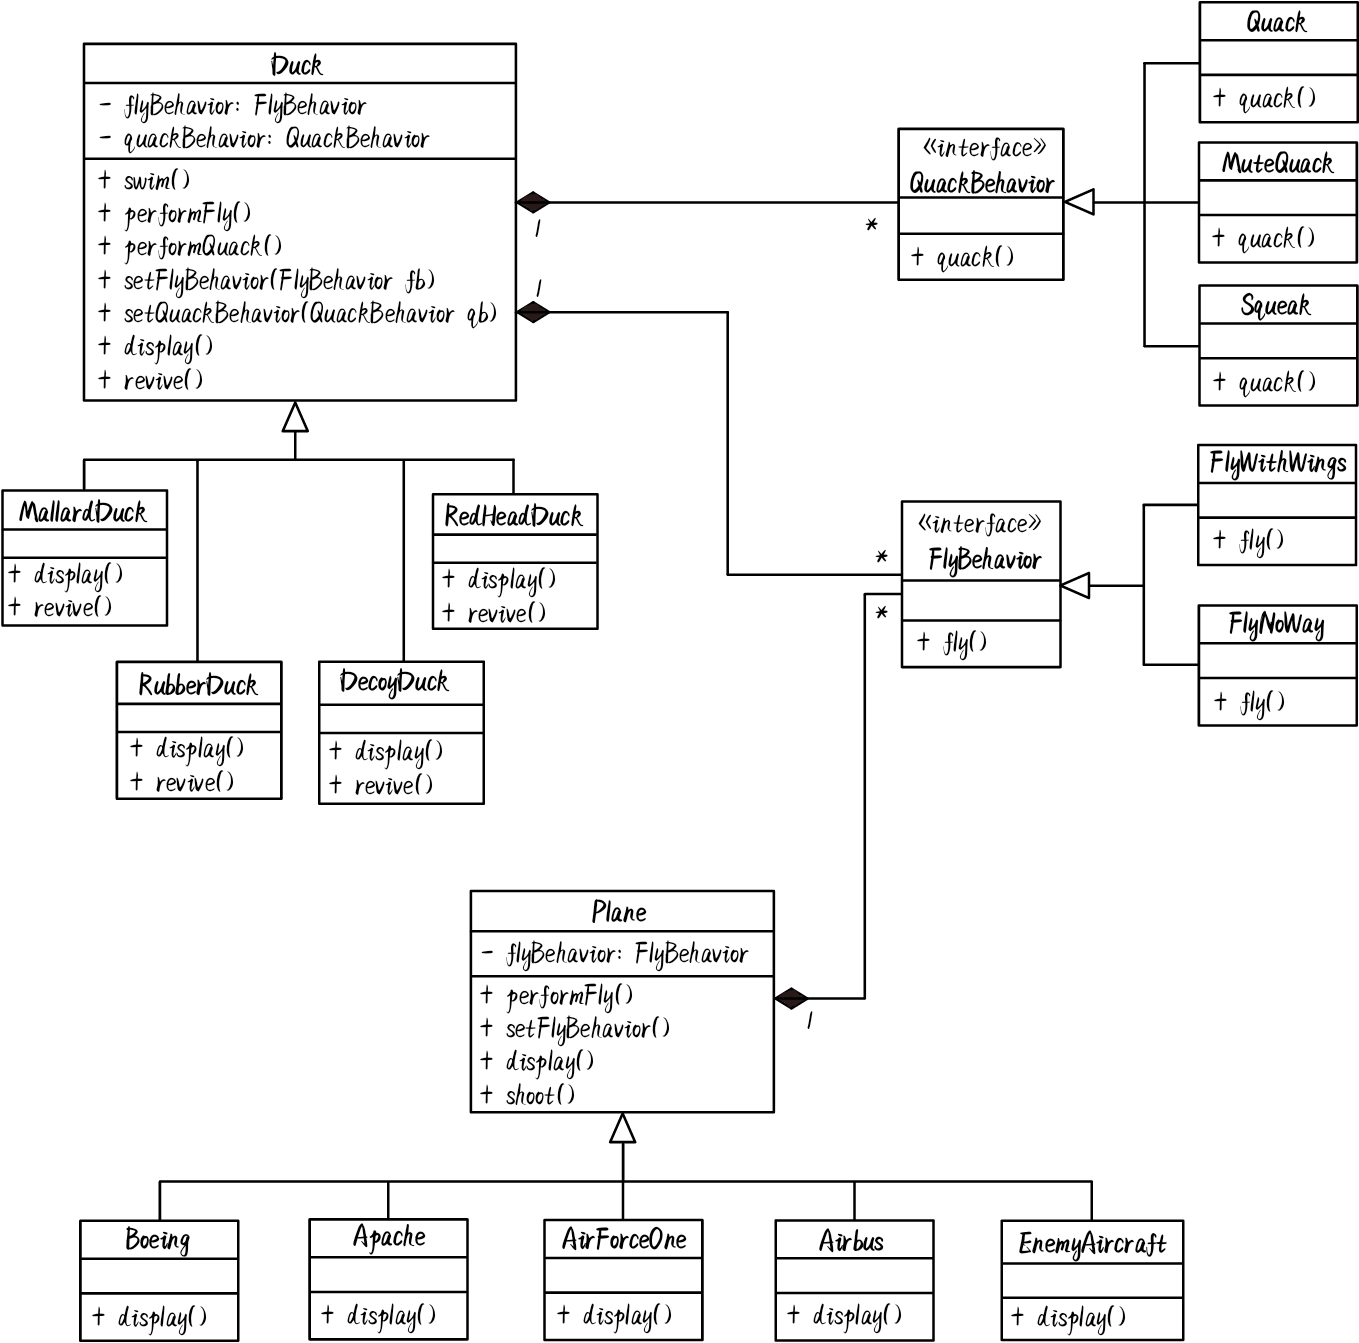 Duck
- flyBehavior: FlyBehavior
- quackBehavior: QuackBehavior
+ swim()
+ performFly()
+ performQuack()
+ setFlyBehavior(FlyBehavior fb)
+ setQuackBehavior(QuackBehavior qb)
+ display()
+ revive()
1
*
1
*
*
«interface»
QuackBehavior
+ quack()
Quack
+ quack()
MuteQuack
+ quack()
Squeak
+ quack()
MallardDuck
+ display()
+ revive()
RedHeadDuck
+ display()
+ revive()
RubberDuck
+ display()
+ revive()
DecoyDuck
+ display()
+ revive()
«interface»
FlyBehavior
+ fly()
FlyWithWings
+ fly()
FlyNoWay
+ fly()
Plane
- flyBehavior: FlyBehavior
+ performFly()
+ setFlyBehavior()
+ display()
+ shoot()
1
Boeing
+ display()
Apache
+ display()
AirForceOne
+ display()
Airbus
+ display()
EnemyAircraft
+ display()